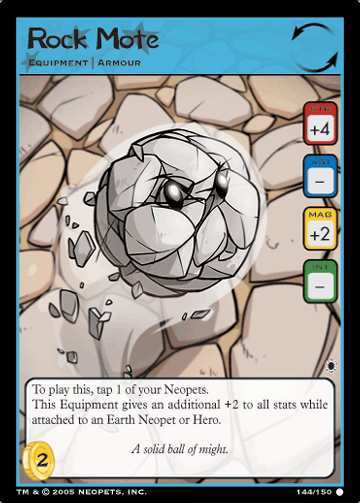 Rock Mote
Equipment | Armour
STR
+4
AGI
–
MAG
+2
INT
–
To play this, tap 1 of your Neopets.
This Equipment gives an additional +2 to all stats while
attached to an Earth Neopet or Hero.
A solid ball of might.
2
TM & © 2005 NEOPETS, INC.
144/150